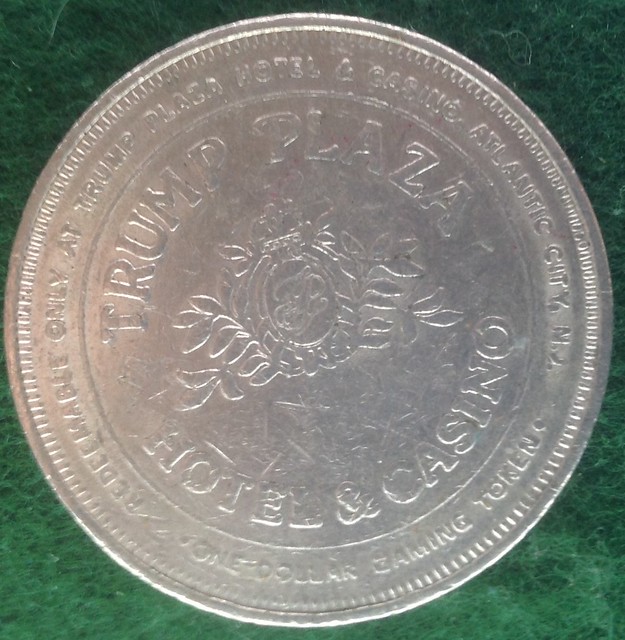 REDEEMABLE ONLY AT TRUMP PLAZA HOTEL & CASINO ATLANTIC CITY, N.J.
TRUMP PLAZA
HOTEL & CASINO
ONE DOLLAR GAMING TOKEN